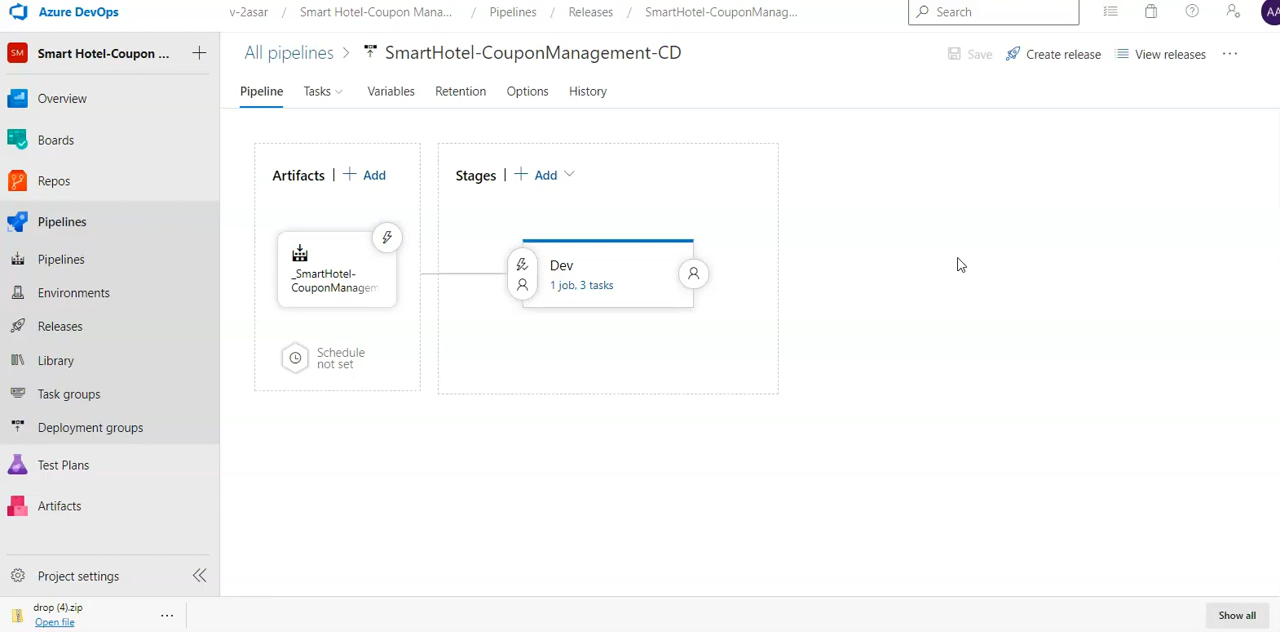 Azure DevOps
v-2asar / Smart Hotel-Coupon Mana... / Pipelines / Releases / SmartHotel-CouponManag...
Search
AA
SM Smart Hotel-Coupon ...
All pipelines > SmartHotel-CouponManagement-CD
Save Create release View releases ...
Pipeline Tasks Variables Retention Options History
Overview
Boards
Repos
Pipelines
Pipelines
Environments
Releases
Library
Task groups
Deployment groups
Test Plans
Artifacts
Project settings
Artifacts | + Add
_SmartHotel-
CouponManagem
Schedule
not set
Stages | + Add
Dev
1 job, 3 tasks
drop (4).zip
Open file
...
Show all